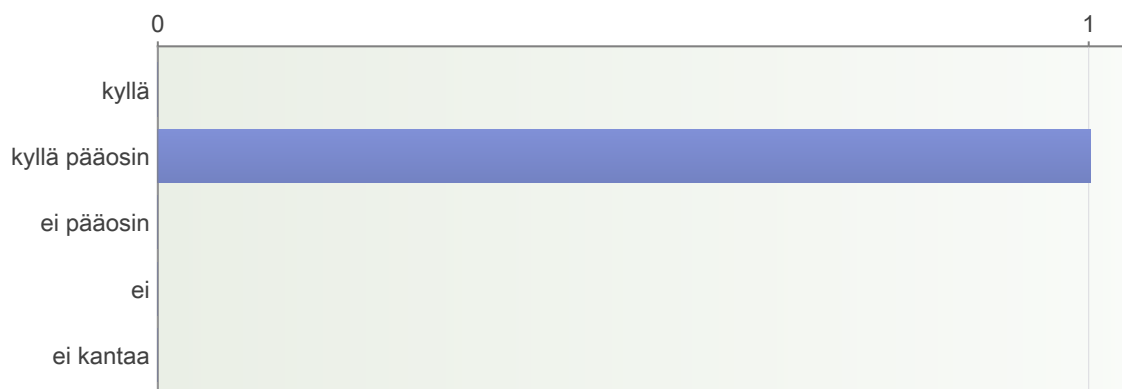 0 1
kyllä
kyllä pääosin
ei pääosin
ei
ei kantaa